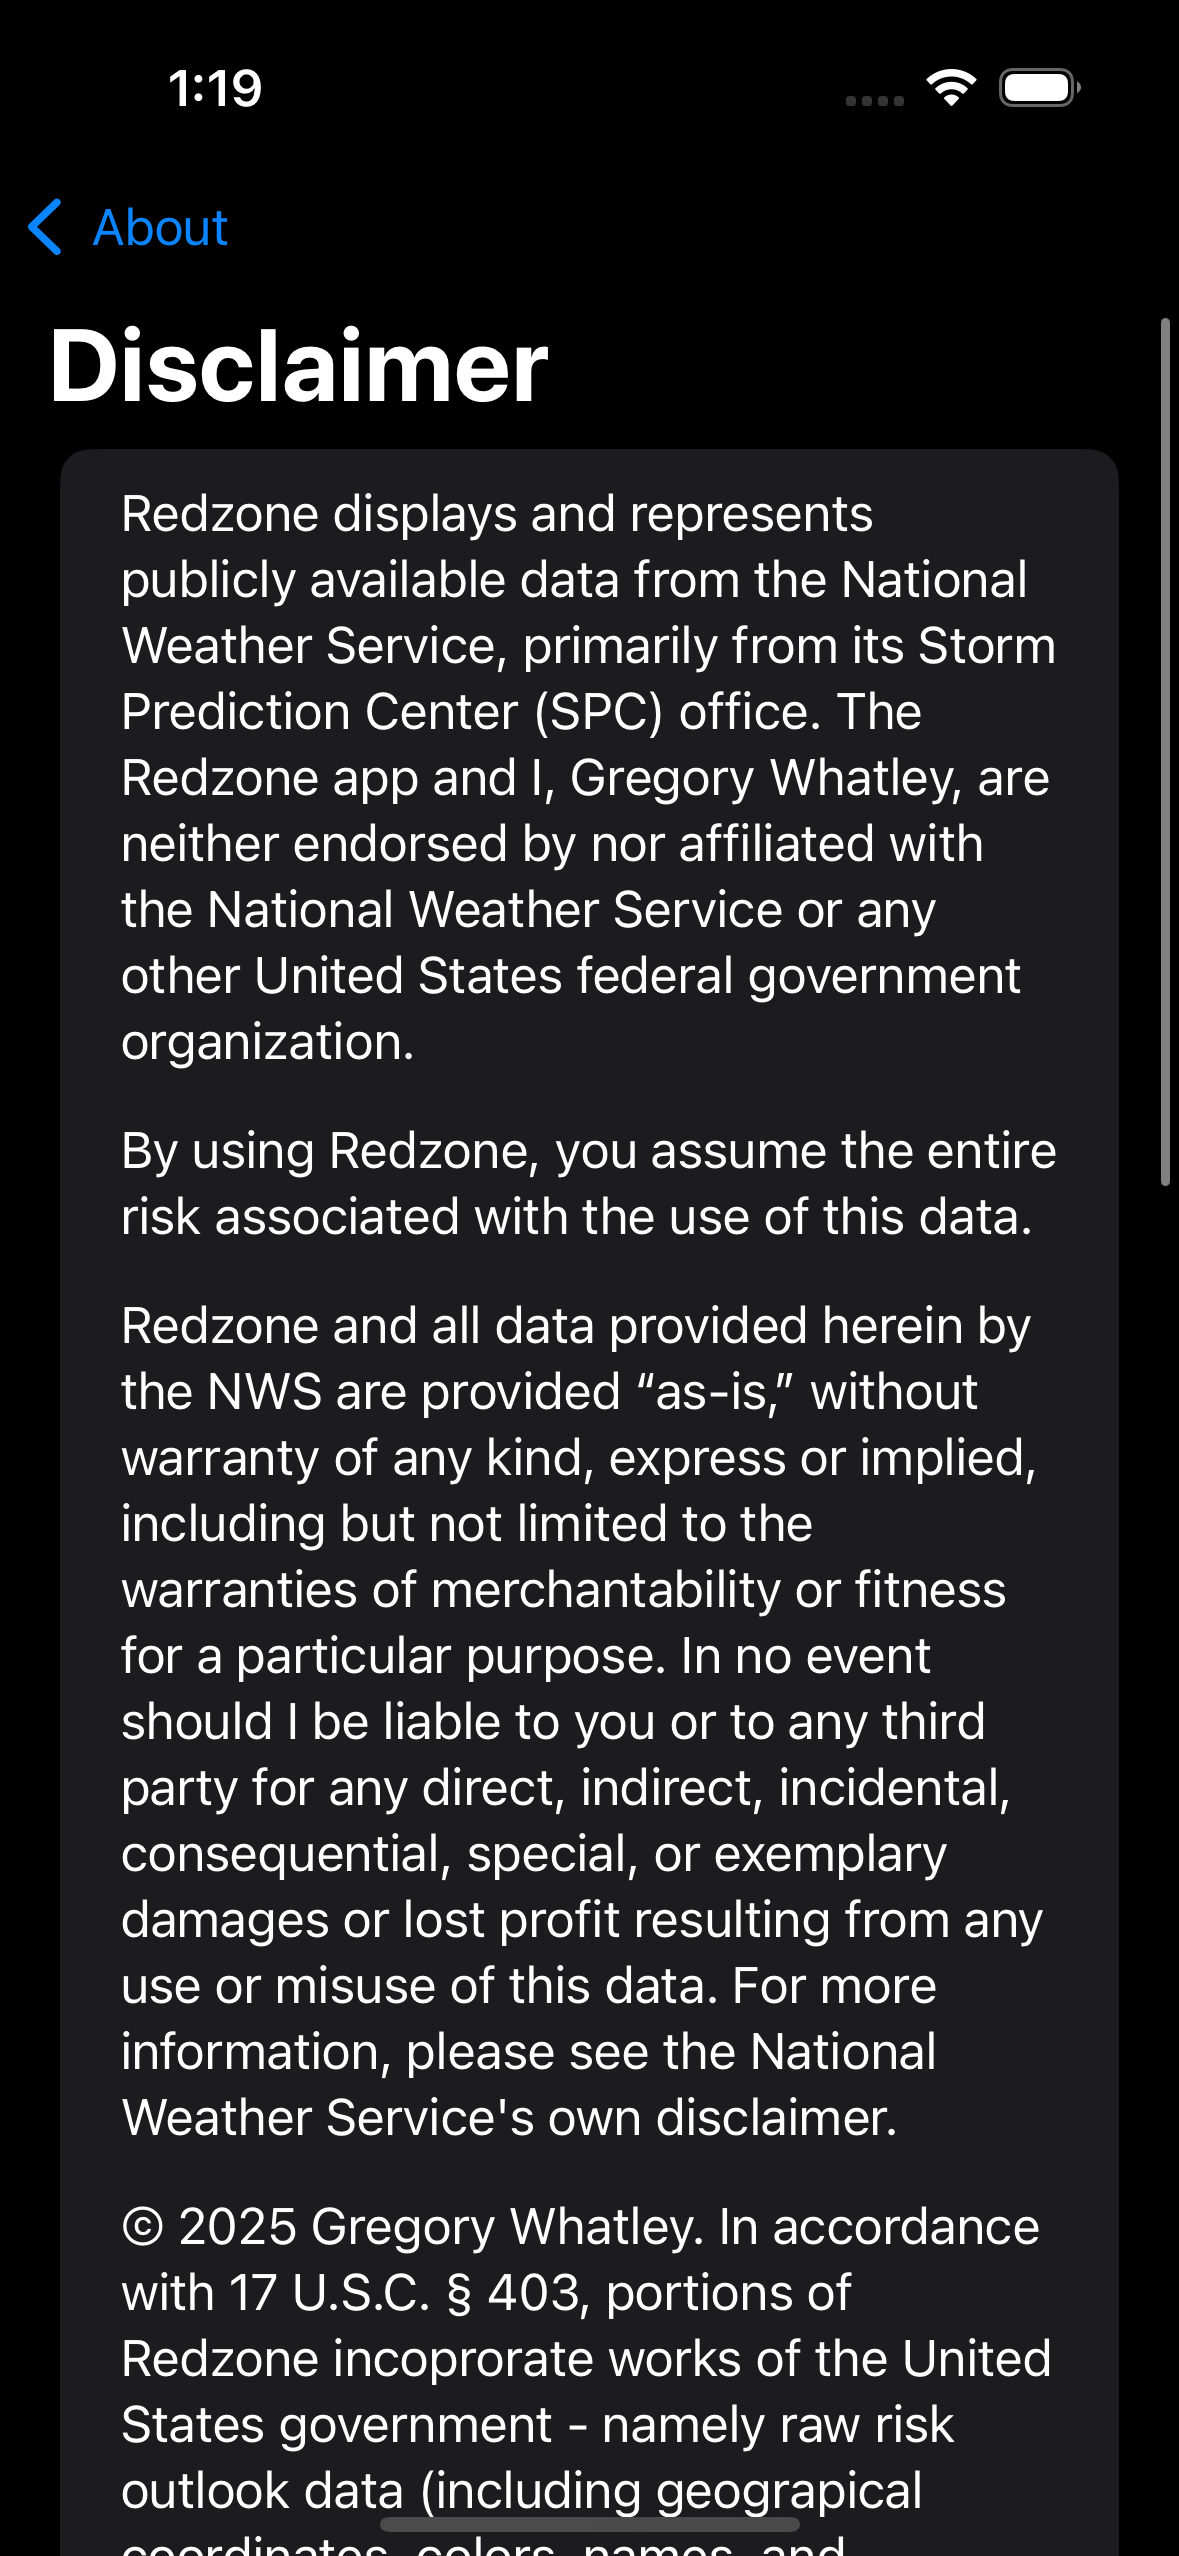 1:19
About
Disclaimer
Redzone displays and represents
publicly available data from the National
Weather Service, primarily from its Storm
Prediction Center (SPC) office. The
Redzone app and I, Gregory Whatley, are
neither endorsed by nor affiliated with
the National Weather Service or any
other United States federal government
organization.
By using Redzone, you assume the entire
risk associated with the use of this data.
Redzone and all data provided herein by
the NWS are provided “as-is,” without
warranty of any kind, express or implied,
including but not limited to the
warranties of merchantability or fitness
for a particular purpose. In no event
should I be liable to you or to any third
party for any direct, indirect, incidental,
consequential, special, or exemplary
damages or lost profit resulting from any
use or misuse of this data. For more
information, please see the National
Weather Service's own disclaimer.
© 2025 Gregory Whatley. In accordance
with 17 U.S.C. § 403, portions of
Redzone incoprorate works of the United
States government - namely raw risk
outlook data (including geograpical
coordinates, colors, names, and